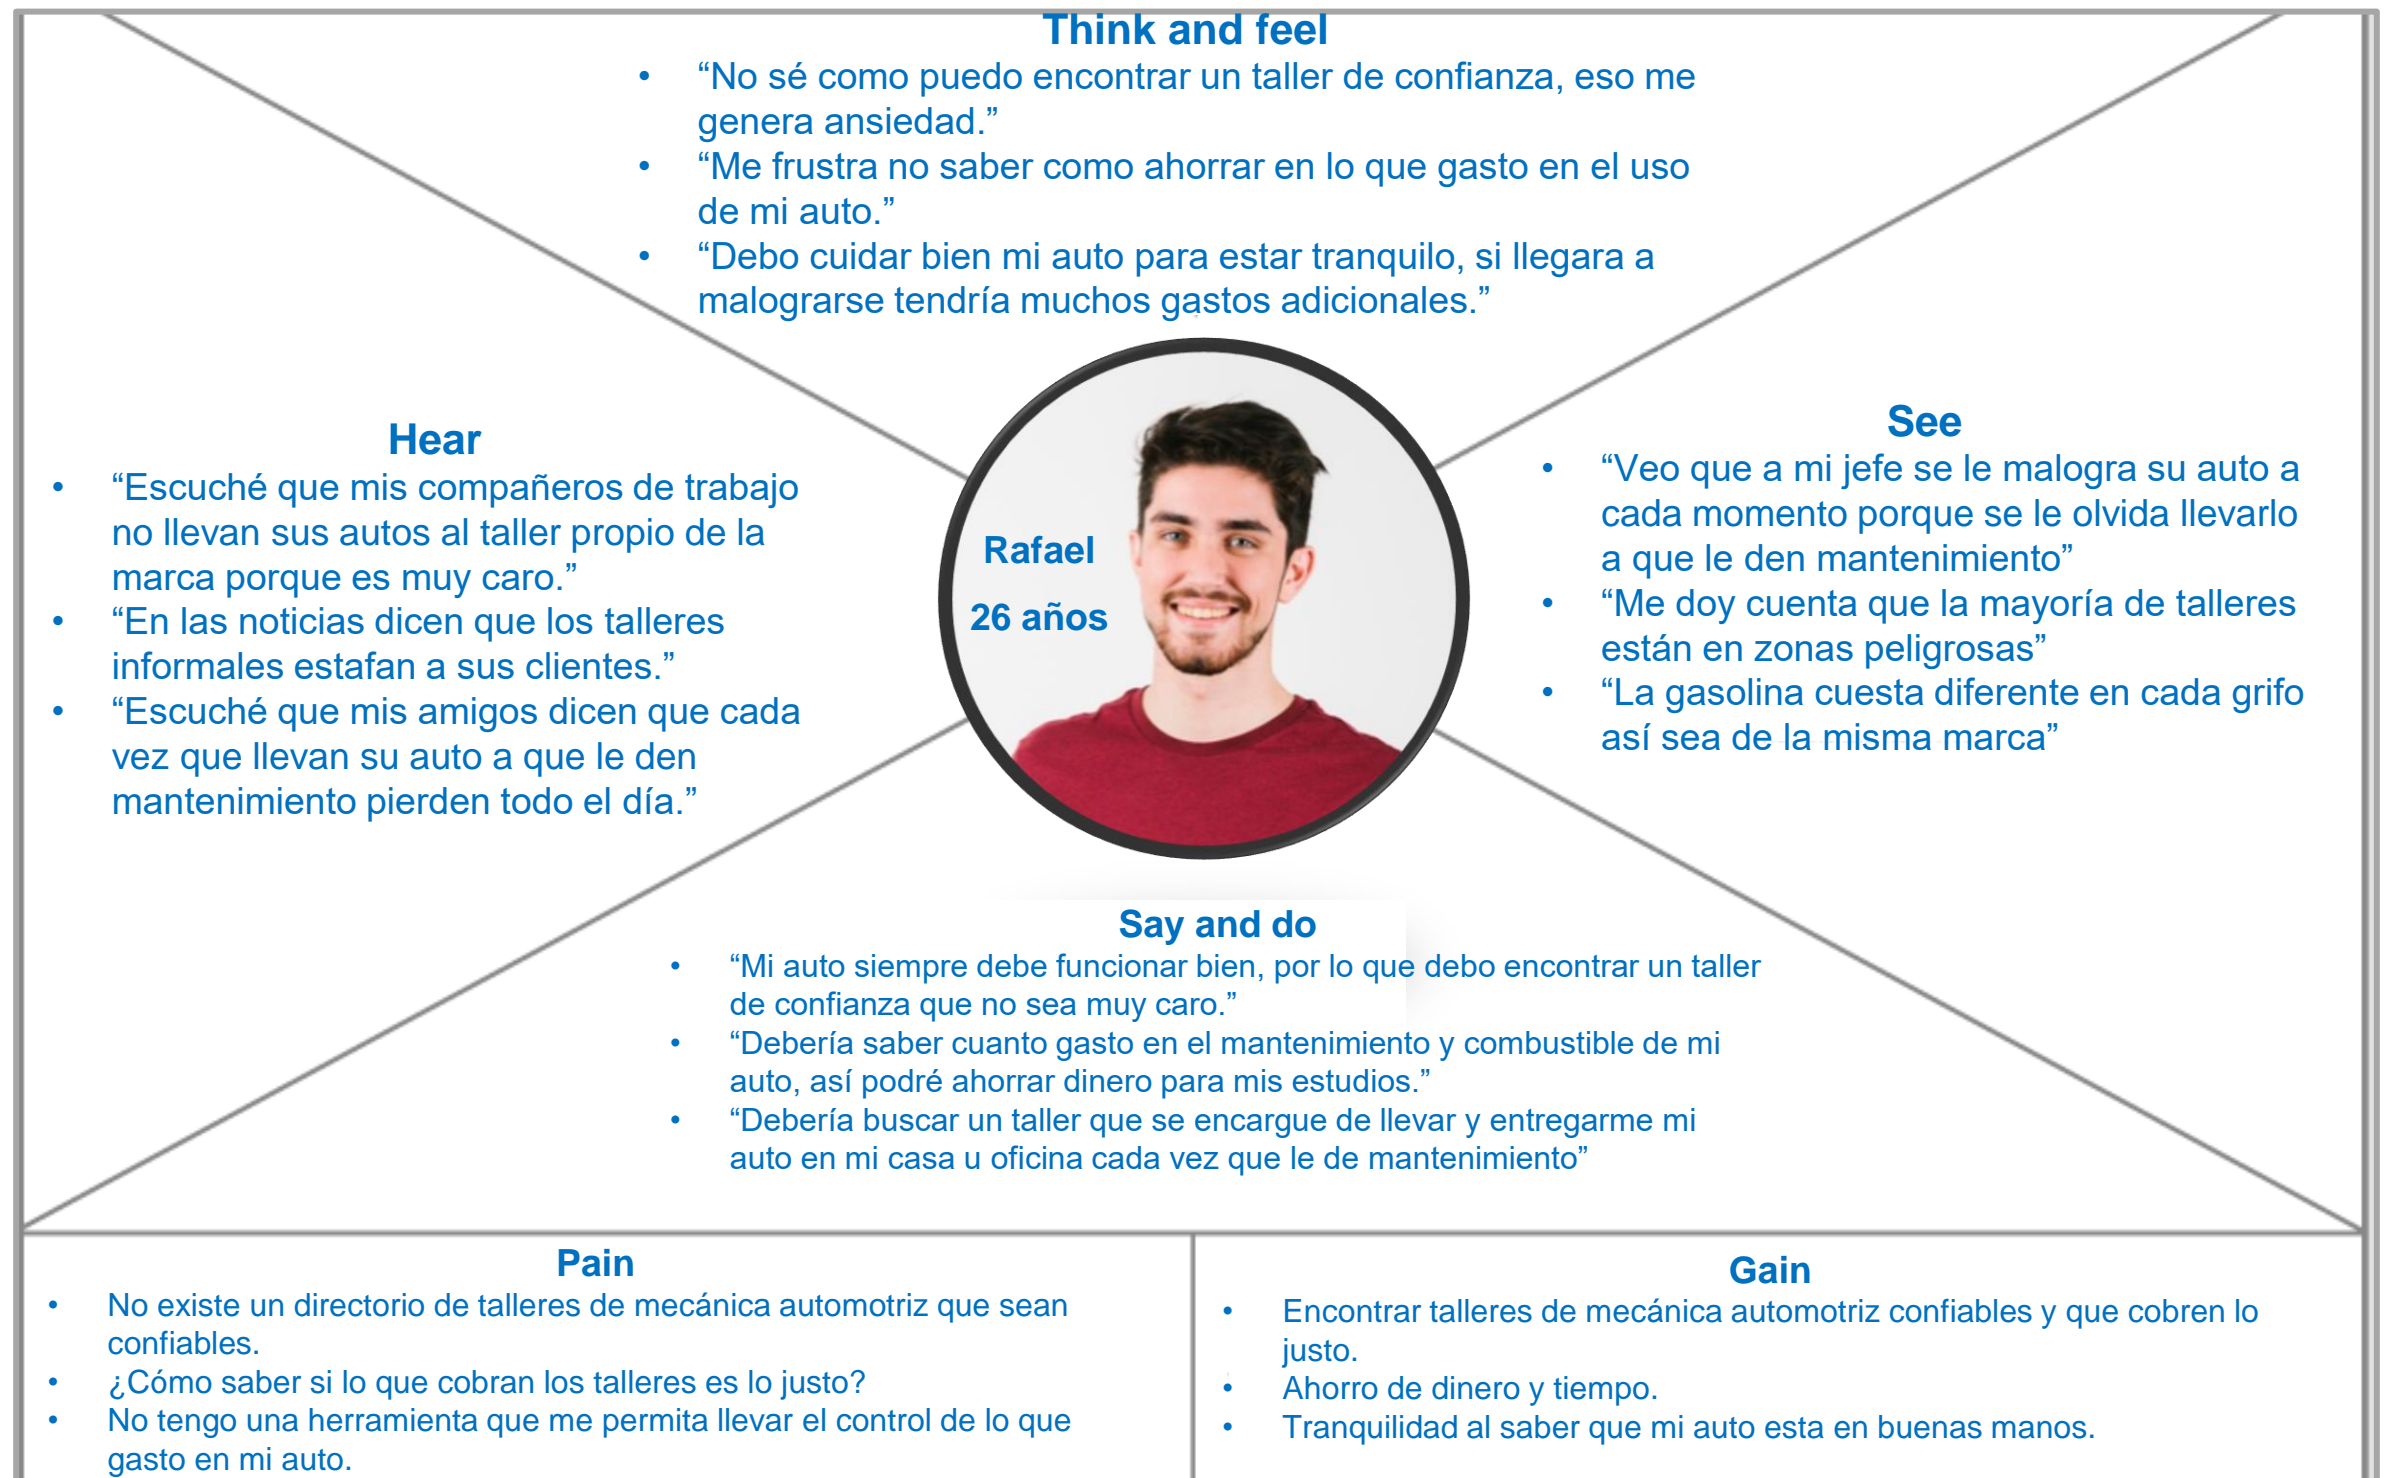 Think and feel
• “No sé como puedo encontrar un taller de confianza, eso me
genera ansiedad.”
• “Me frustra no saber como ahorrar en lo que gasto en el uso
de mi auto.”
• “Debo cuidar bien mi auto para estar tranquilo, si llegara a
malograrse tendría muchos gastos adicionales.”
Hear
• “Escuché que mis compañeros de trabajo
no llevan sus autos al taller propio de la
marca porque es muy caro.”
• “En las noticias dicen que los talleres
informales estafan a sus clientes.”
• “Escuché que mis amigos dicen que cada
vez que llevan su auto a que le den
mantenimiento pierden todo el día.”
Rafael
26 años
See
• “Veo que a mi jefe se le malogra su auto a
cada momento porque se le olvida llevarlo
a que le den mantenimiento”
• “Me doy cuenta que la mayoría de talleres
están en zonas peligrosas”
• “La gasolina cuesta diferente en cada grifo
así sea de la misma marca”
Say and do
• “Mi auto siempre debe funcionar bien, por lo que debo encontrar un taller
de confianza que no sea muy caro.”
• “Debería saber cuanto gasto en el mantenimiento y combustible de mi
auto, así podré ahorrar dinero para mis estudios.”
• “Debería buscar un taller que se encargue de llevar y entregarme mi
auto en mi casa u oficina cada vez que le de mantenimiento”
Pain
• No existe un directorio de talleres de mecánica automotriz que sean
confiables.
• ¿Cómo saber si lo que cobran los talleres es lo justo?
• No tengo una herramienta que me permita llevar el control de lo que
gasto en mi auto.
Gain
• Encontrar talleres de mecánica automotriz confiables y que cobren lo
justo.
• Ahorro de dinero y tiempo.
• Tranquilidad al saber que mi auto esta en buenas manos.